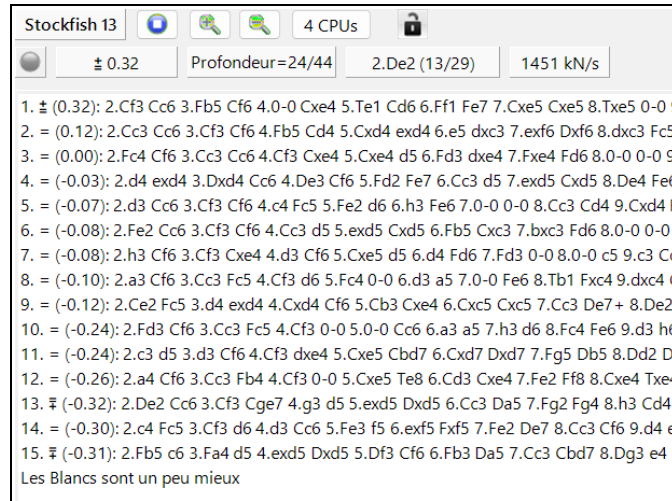 Stockfish 13 4 CPUs
± 0.32 Profondeur=24/44 2.De2 (13/29) 1451 kN/s
1. ± (0.32): 2.Cf3 Cc6 3.Fb5 Cf6 4.0-0 Cxe4 5.Te1 Cd6 6.Ff1 Fe7 7.Cxe5 Cxe5 8.Txe5 0-0
2. = (0.12): 2.Cc3 Cc6 3.Cf3 Cf6 4.Fb5 Cd4 5.Cxd4 exd4 6.e5 dxc3 7.exf6 Dxf6 8.dxc3 Fc5
3. = (0.00): 2.Fc4 Cf6 3.Cc3 Cc6 4.Cf3 Cxe4 5.Cxe4 d5 6.Fd3 dxe4 7.Fxe4 Fd6 8.0-0 0-0
4. = (-0.03): 2.d4 exd4 3.Dxd4 Cc6 4.De3 Cf6 5.Fd2 Fe7 6.Cc3 d5 7.exd5 Cxd5 8.De4 Fe6
5. = (-0.07): 2.d3 Cc6 3.Cf3 Cf6 4.c4 Fc5 5.Fe2 d6 6.h3 Fe6 7.0-0 0-0 8.Cc3 Cd4 9.Cxd4
6. = (-0.08): 2.Fe2 Cc6 3.Cf3 Cf6 4.Cc3 d5 5.exd5 Cxd5 6.Fb5 Cxc3 7.bxc3 Fd6 8.0-0 0-0
7. = (-0.08): 2.h3 Cf6 3.Cf3 Cxe4 4.d3 Cf6 5.Cxe5 d5 6.d4 Fd6 7.Fd3 0-0 8.0-0 c5 9.c3
8. = (-0.10): 2.a3 Cf6 3.Cc3 Fc5 4.Cf3 d6 5.Fc4 0-0 6.d3 a5 7.0-0 Fe6 8.Tb1 Fxc4 9.dxc4
9. = (-0.12): 2.Ce2 Fc5 3.d4 exd4 4.Cxd4 Cf6 5.Cb3 Cxe4 6.Cxc5 Cxc5 7.Cc3 De7+ 8.De2
10. = (-0.24): 2.Fd3 Cf6 3.Cc3 Fc5 4.Cf3 0-0 5.0-0 Cc6 6.a3 a5 7.h3 d6 8.Fc4 Fe6 9.d3
11. = (-0.24): 2.c3 d5 3.d3 Cf6 4.Cf3 dxe4 5.Cxe5 Cbd7 6.Cxd7 Dxd7 7.Fg5 Db5 8.Dd2
12. = (-0.26): 2.a4 Cf6 3.Cc3 Fb4 4.Cf3 0-0 5.Cxe5 Te8 6.Cd3 Cxe4 7.Fe2 Ff8 8.Cxe4 Txe4
13. ∓ (-0.32): 2.De2 Cc6 3.Cf3 Cge7 4.g3 d5 5.exd5 Dxd5 6.Cc3 Da5 7.Fg2 Fg4 8.h3 Cd4
14. = (-0.30): 2.c4 Fc5 3.Cf3 d6 4.d3 Cc6 5.Fe3 f5 6.exf5 Fxf5 7.Fe2 De7 8.Cc3 Cf6 9.d4
15. ∓ (-0.31): 2.Fb5 c6 3.Fa4 d5 4.exd5 Dxd5 5.Df3 Cf6 6.Fb3 Da5 7.Cc3 Cbd7 8.Dg3 e4
Les Blancs sont un peu mieux